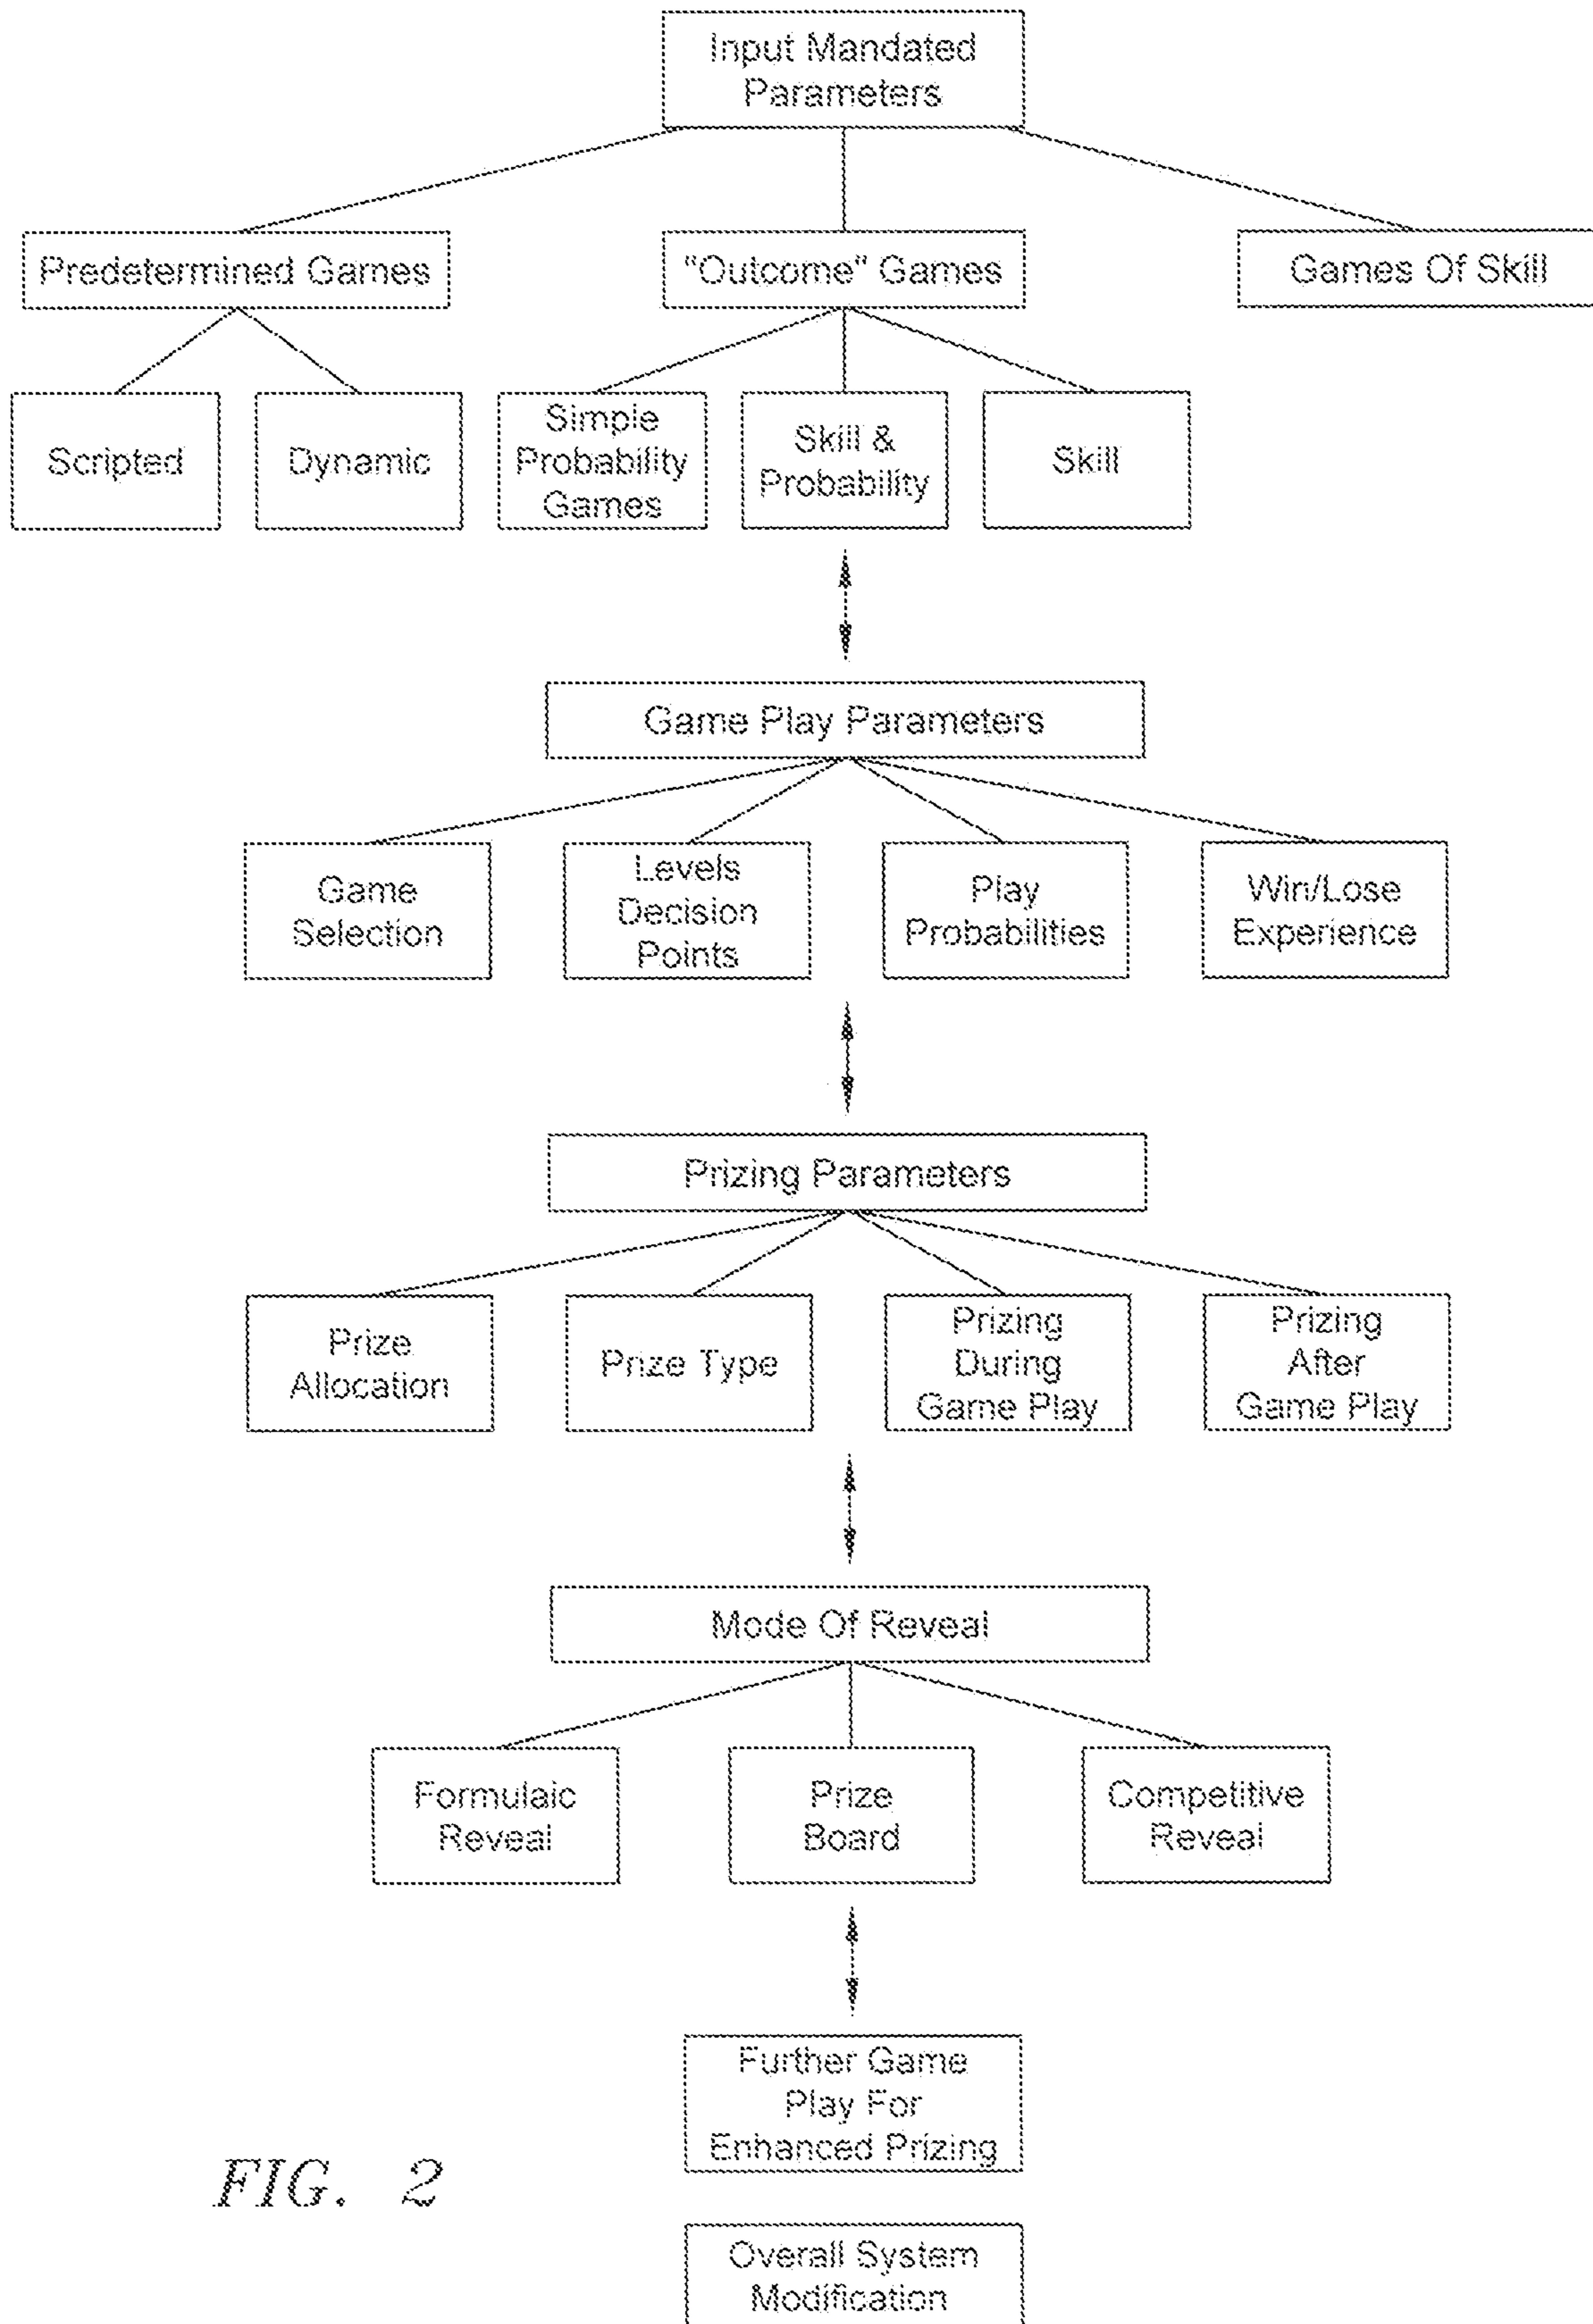 Input Mandated
Parameters
Predetermined Games
"Outcome" Games
Games Of Skill
Scripted
Dynamic
Simple
Probability
Games
Skill &
Probability
Skill
Game Play Parameters
Game
Selection
Levels
Decision
Points
Play
Probabilities
Win/Lose
Experience
Prizing Parameters
Prize
Allocation
Prize Type
Prizing
During
Game Play
Prizing
After
Game Play
Mode Of Reveal
Formulaic
Reveal
Prize
Board
Competitive
Reveal
Further Game
Play For
Enhanced Prizing
FIG. 2
Overall System
Modification